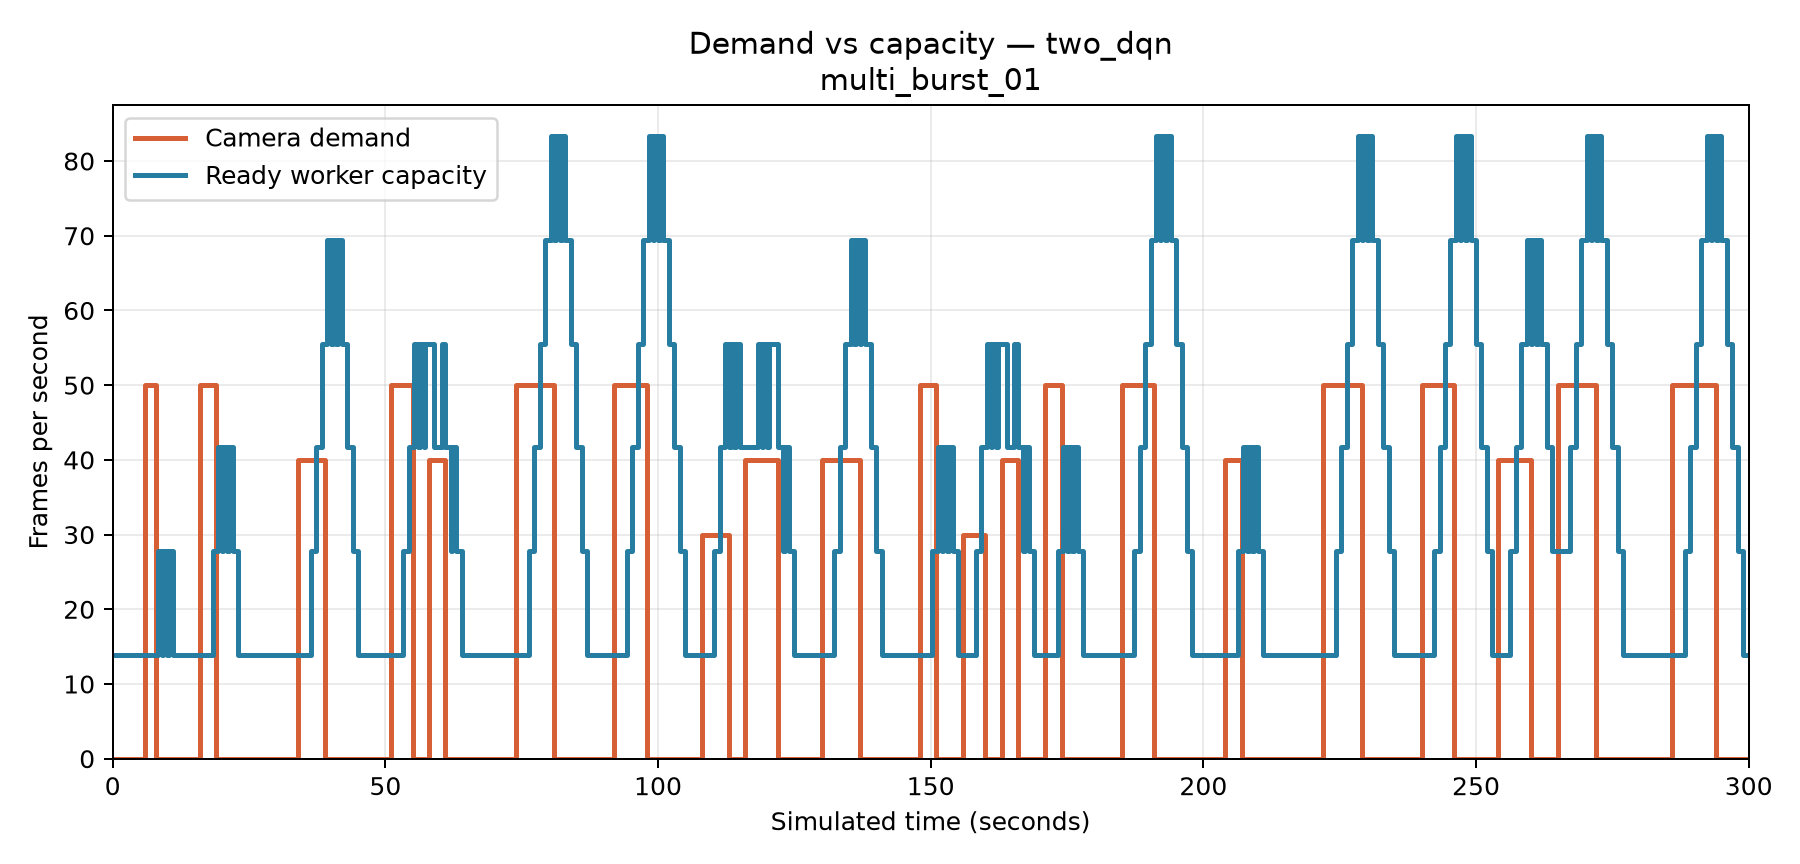 Demand vs capacity — two_dqn
multi_burst_01
Camera demand
Ready worker capacity
Frames per second
80
70
60
50
40
30
20
10
0
0 50 100 150 200 250 300
Simulated time (seconds)